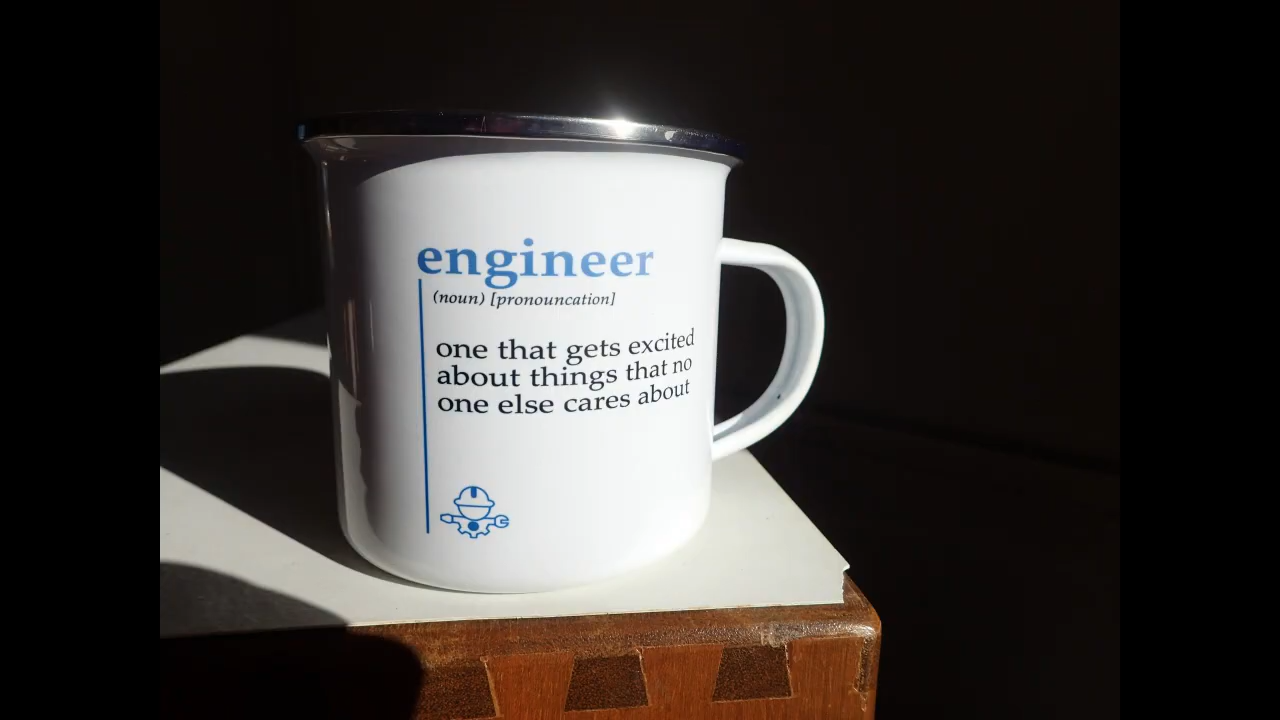 engineer
(noun) [pronouncation]
one that gets excited
about things that no
one else cares about